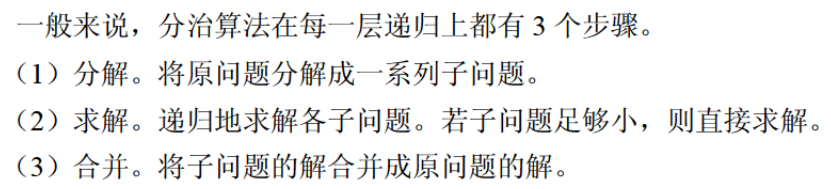 一般来说，分治算法在每一层递归上都有 3 个步骤。
（1）分解。将原问题分解成一系列子问题。
（2）求解。递归地求解各子问题。若子问题足够小，则直接求解。
（3）合并。将子问题的解合并成原问题的解。